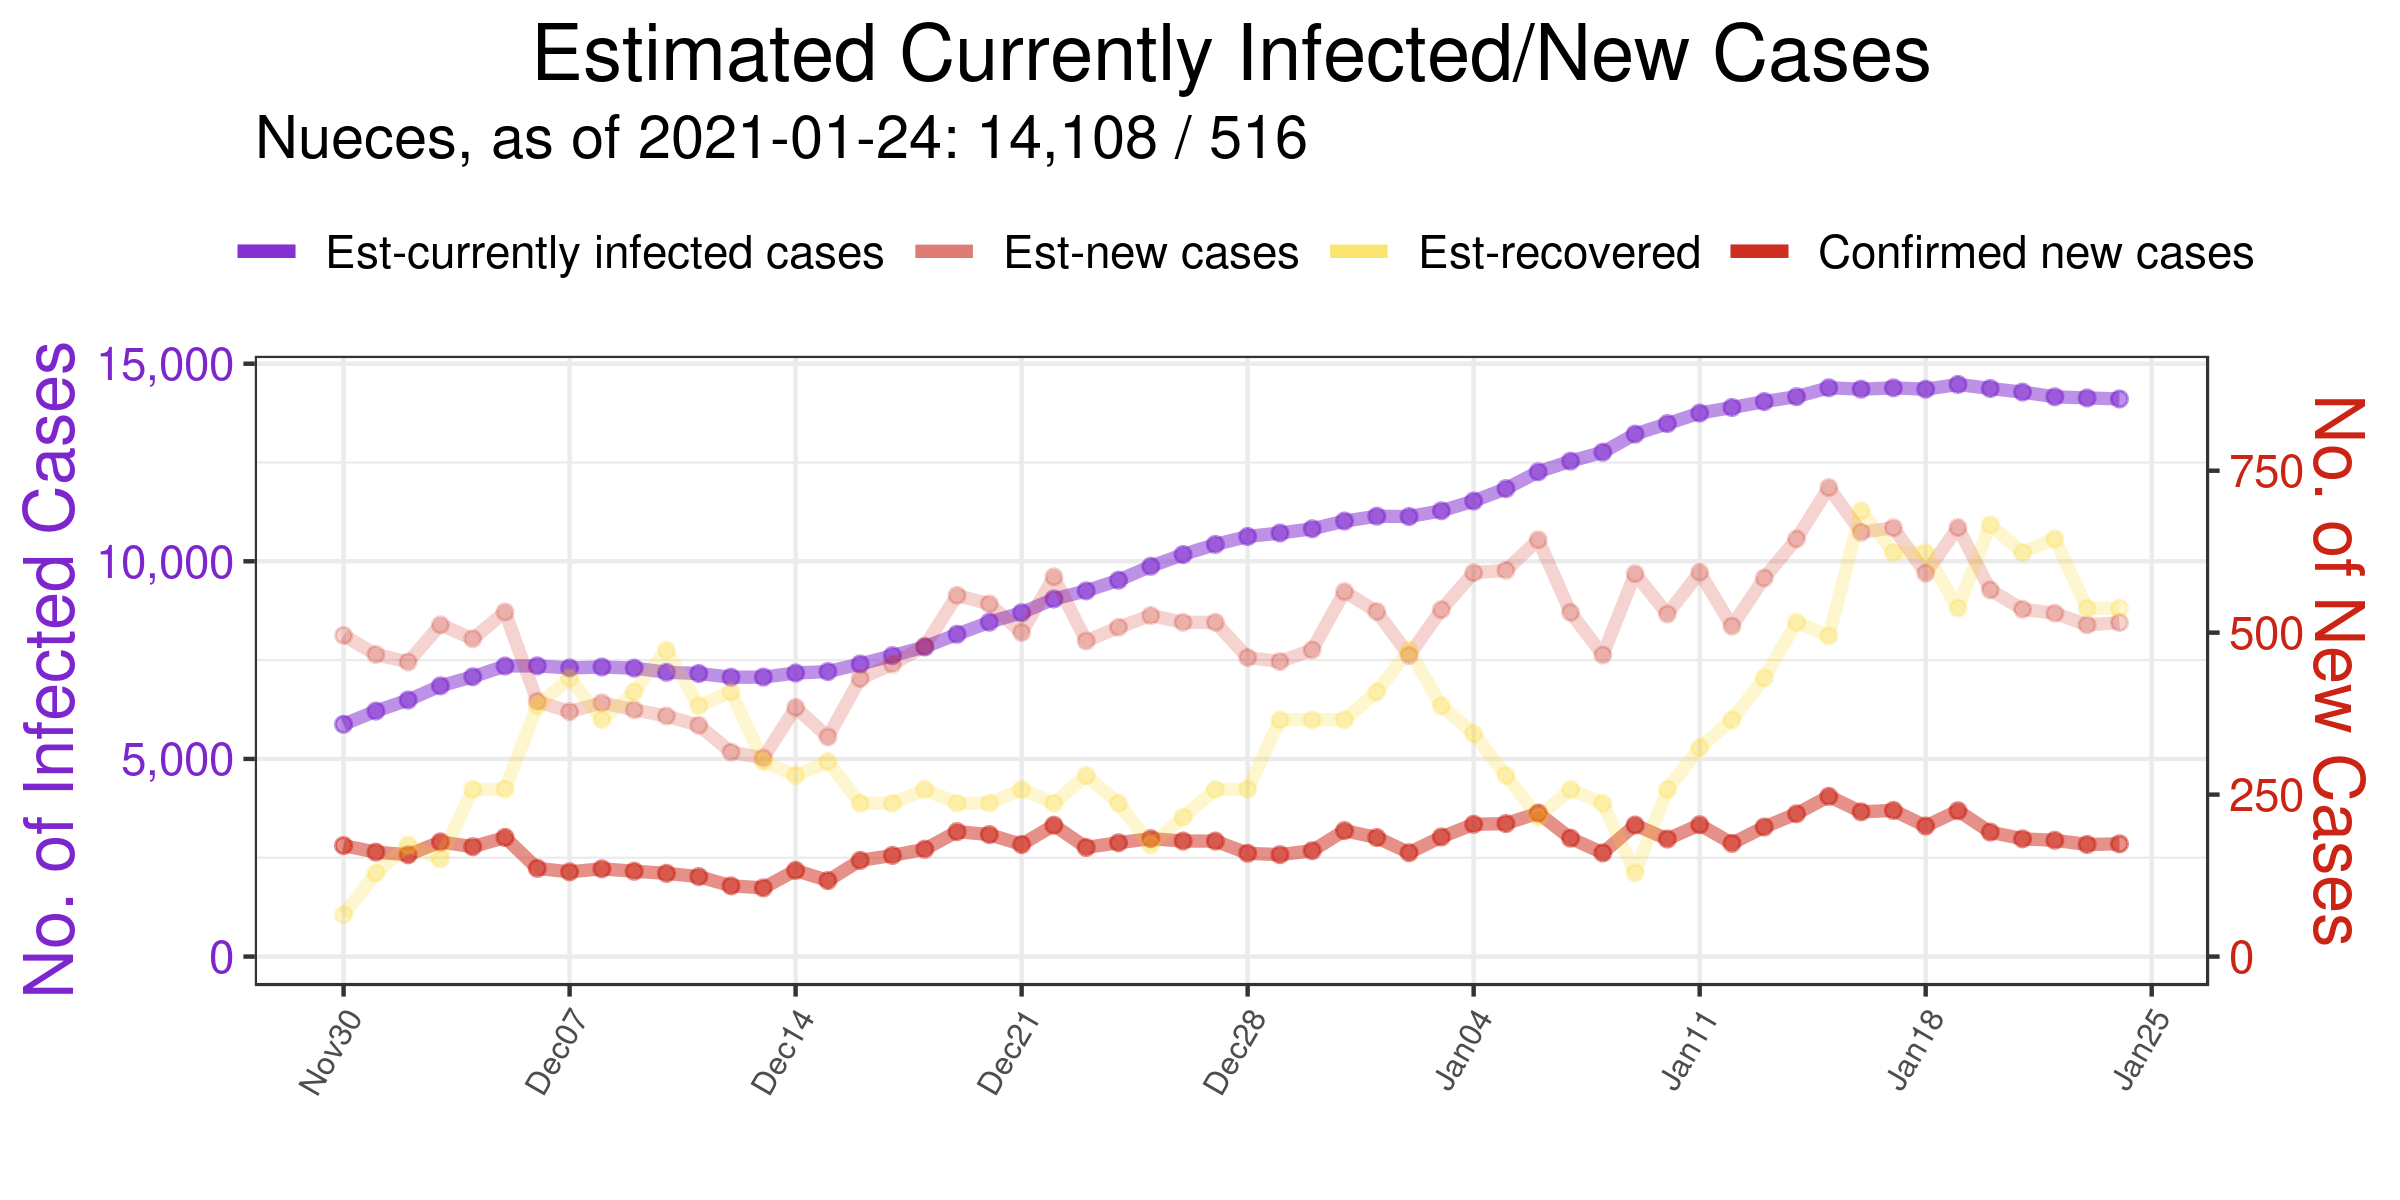 Estimated Currently Infected/New Cases
Nueces, as of 2021-01-24: 14,108 / 516
Est-currently infected cases Est-new cases Est-recovered Confirmed new cases
No. of Infected Cases
15,000
10,000
5,000
0
750
500
250
0
No. of New Cases
Nov30 Dec07 Dec14 Dec21 Dec28 Jan04 Jan11 Jan18 Jan25